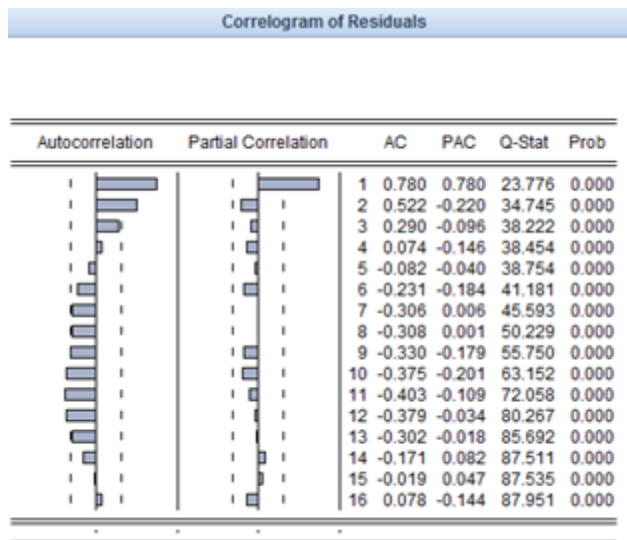 Correlogram of Residuals
Autocorrelation Partial Correlation AC PAC Q-Stat Prob
1 0.780 0.780 23.776 0.000
2 0.522 -0.220 34.745 0.000
3 0.290 -0.096 38.222 0.000
4 0.074 -0.146 38.454 0.000
5 -0.082 -0.040 38.754 0.000
6 -0.231 -0.184 41.181 0.000
7 -0.306 0.006 45.593 0.000
8 -0.308 0.001 50.229 0.000
9 -0.330 -0.179 55.750 0.000
10 -0.375 -0.201 63.152 0.000
11 -0.403 -0.109 72.058 0.000
12 -0.379 -0.034 80.267 0.000
13 -0.302 -0.018 85.692 0.000
14 -0.171 0.082 87.511 0.000
15 -0.019 0.047 87.535 0.000
16 0.078 -0.144 87.951 0.000